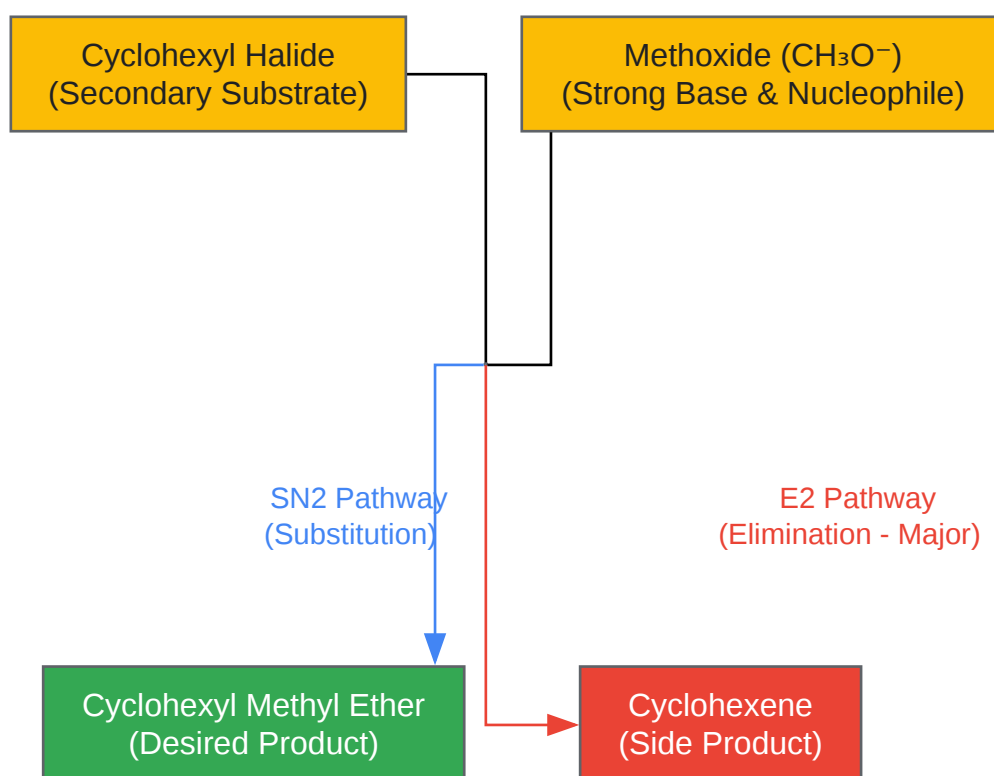 Cyclohexyl Halide
(Secondary Substrate)
Methoxide (CH₃O⁻)
(Strong Base & Nucleophile)
SN2 Pathway
(Substitution)
E2 Pathway
(Elimination - Major)
Cyclohexyl Methyl Ether
(Desired Product)
Cyclohexene
(Side Product)